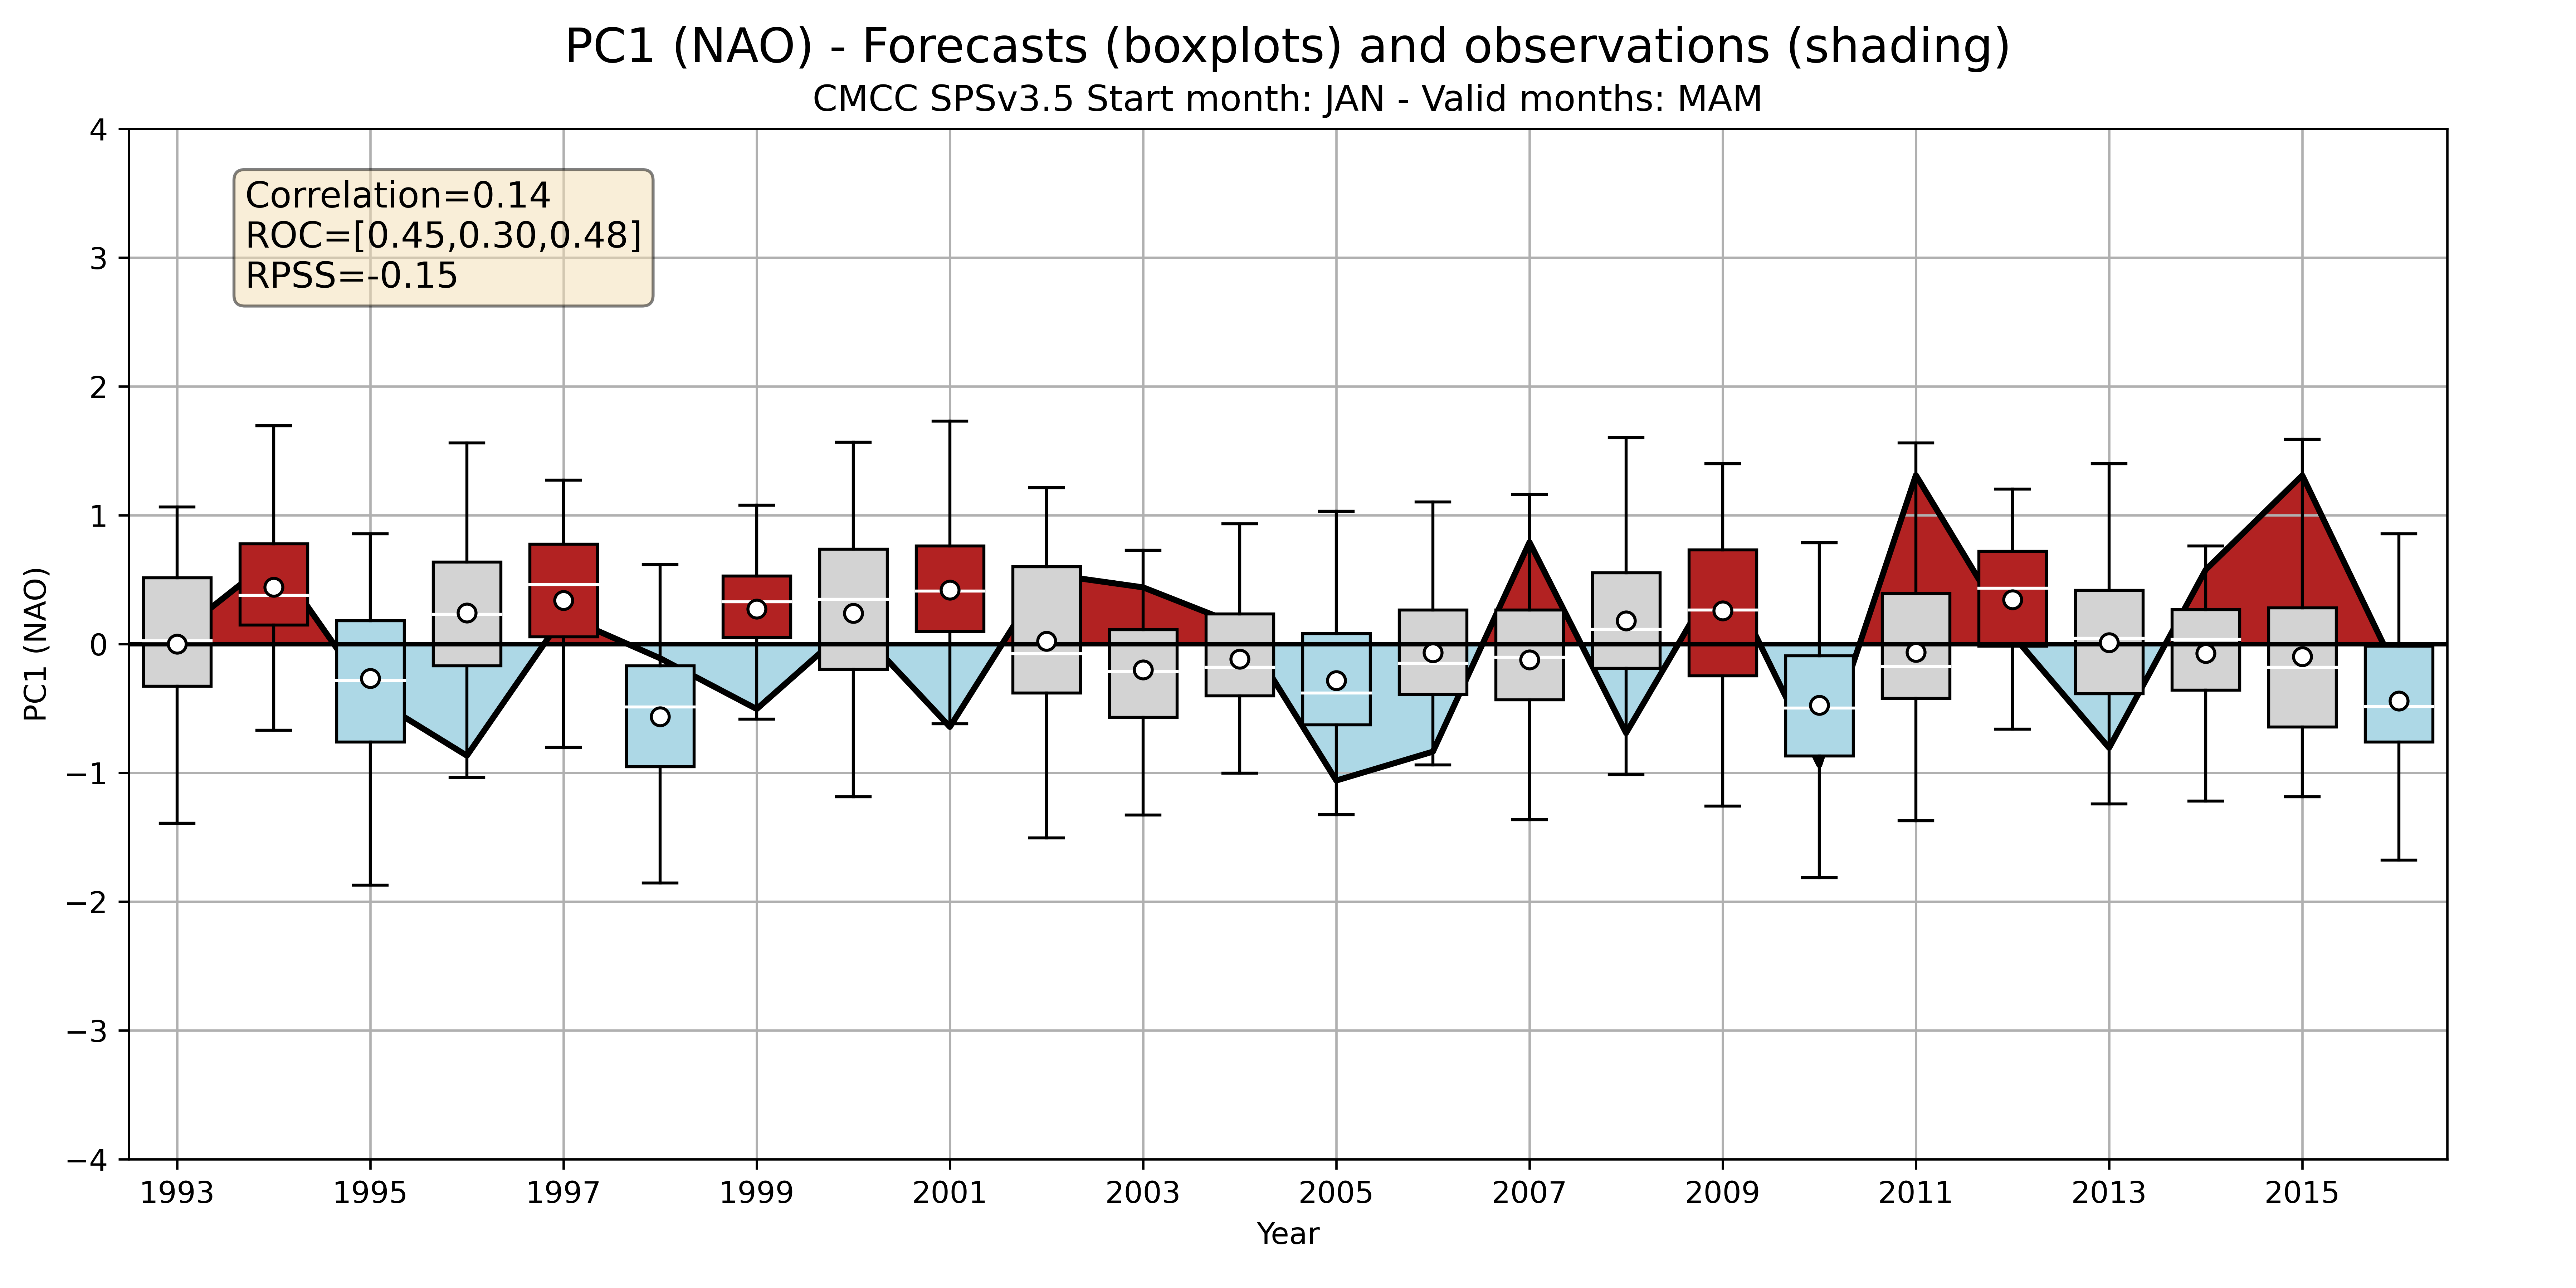 PC1 (NAO) - Forecasts (boxplots) and observations (shading)
CMCC SPSv3.5 Start month: JAN - Valid months: MAM
Correlation=0.14
ROC=[0.45,0.30,0.48]
RPSS=-0.15
PC1 (NAO)
4
3
2
1
0
−1
−2
−3
−4
1993 1995 1997 1999 2001 2003 2005 2007 2009 2011 2013 2015
Year